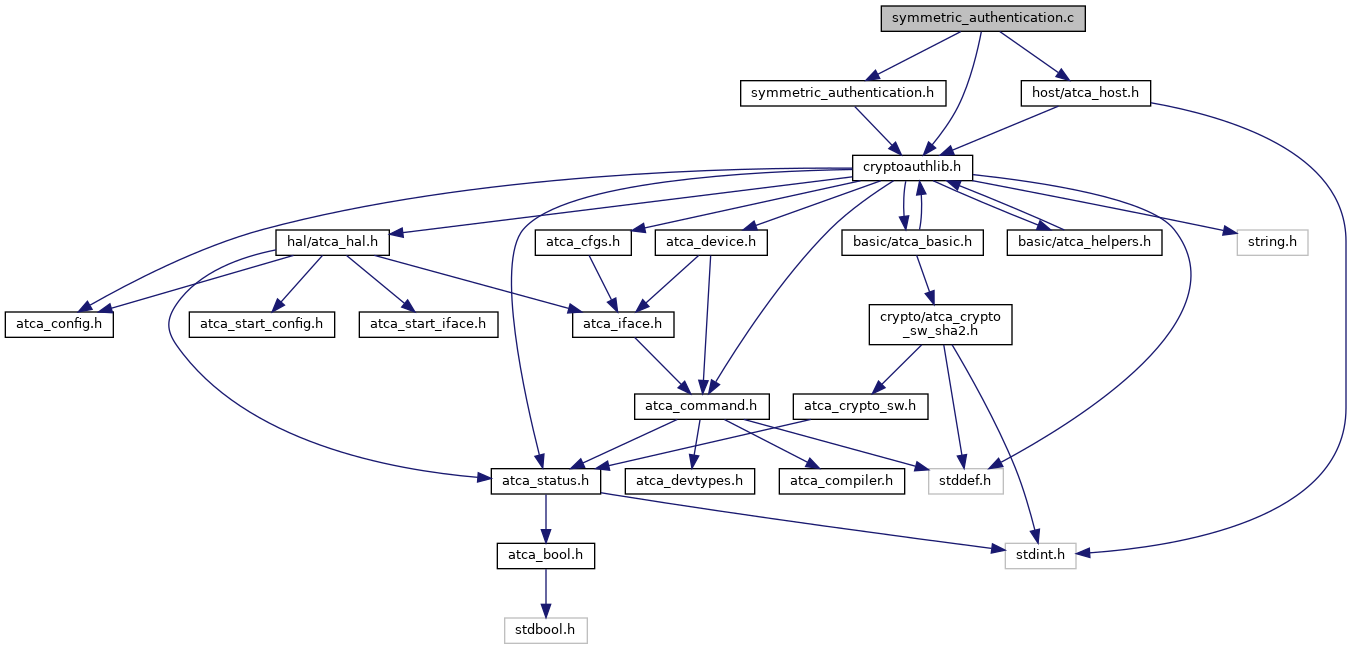 symmetric_authentication.c
symmetric_authentication.h
host/atca_host.h
cryptoauthlib.h
hal/atca_hal.h
atca_cfgs.h
atca_device.h
basic/atca_basic.h
basic/atca_helpers.h
string.h
atca_config.h
atca_start_config.h
atca_start_iface.h
atca_iface.h
crypto/atca_crypto
_sw_sha2.h
atca_command.h
atca_crypto_sw.h
atca_status.h
atca_devtypes.h
atca_compiler.h
stddef.h
atca_bool.h
stdint.h
stdbool.h